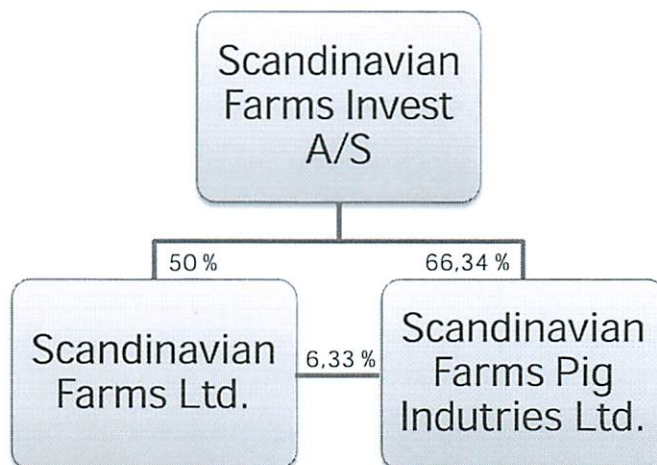 Scandinavian
Farms Invest
A/S
50 %
66,34 %
Scandinavian
Farms Ltd.
6,33 %
Scandinavian
Farms Pig
Indutries Ltd.